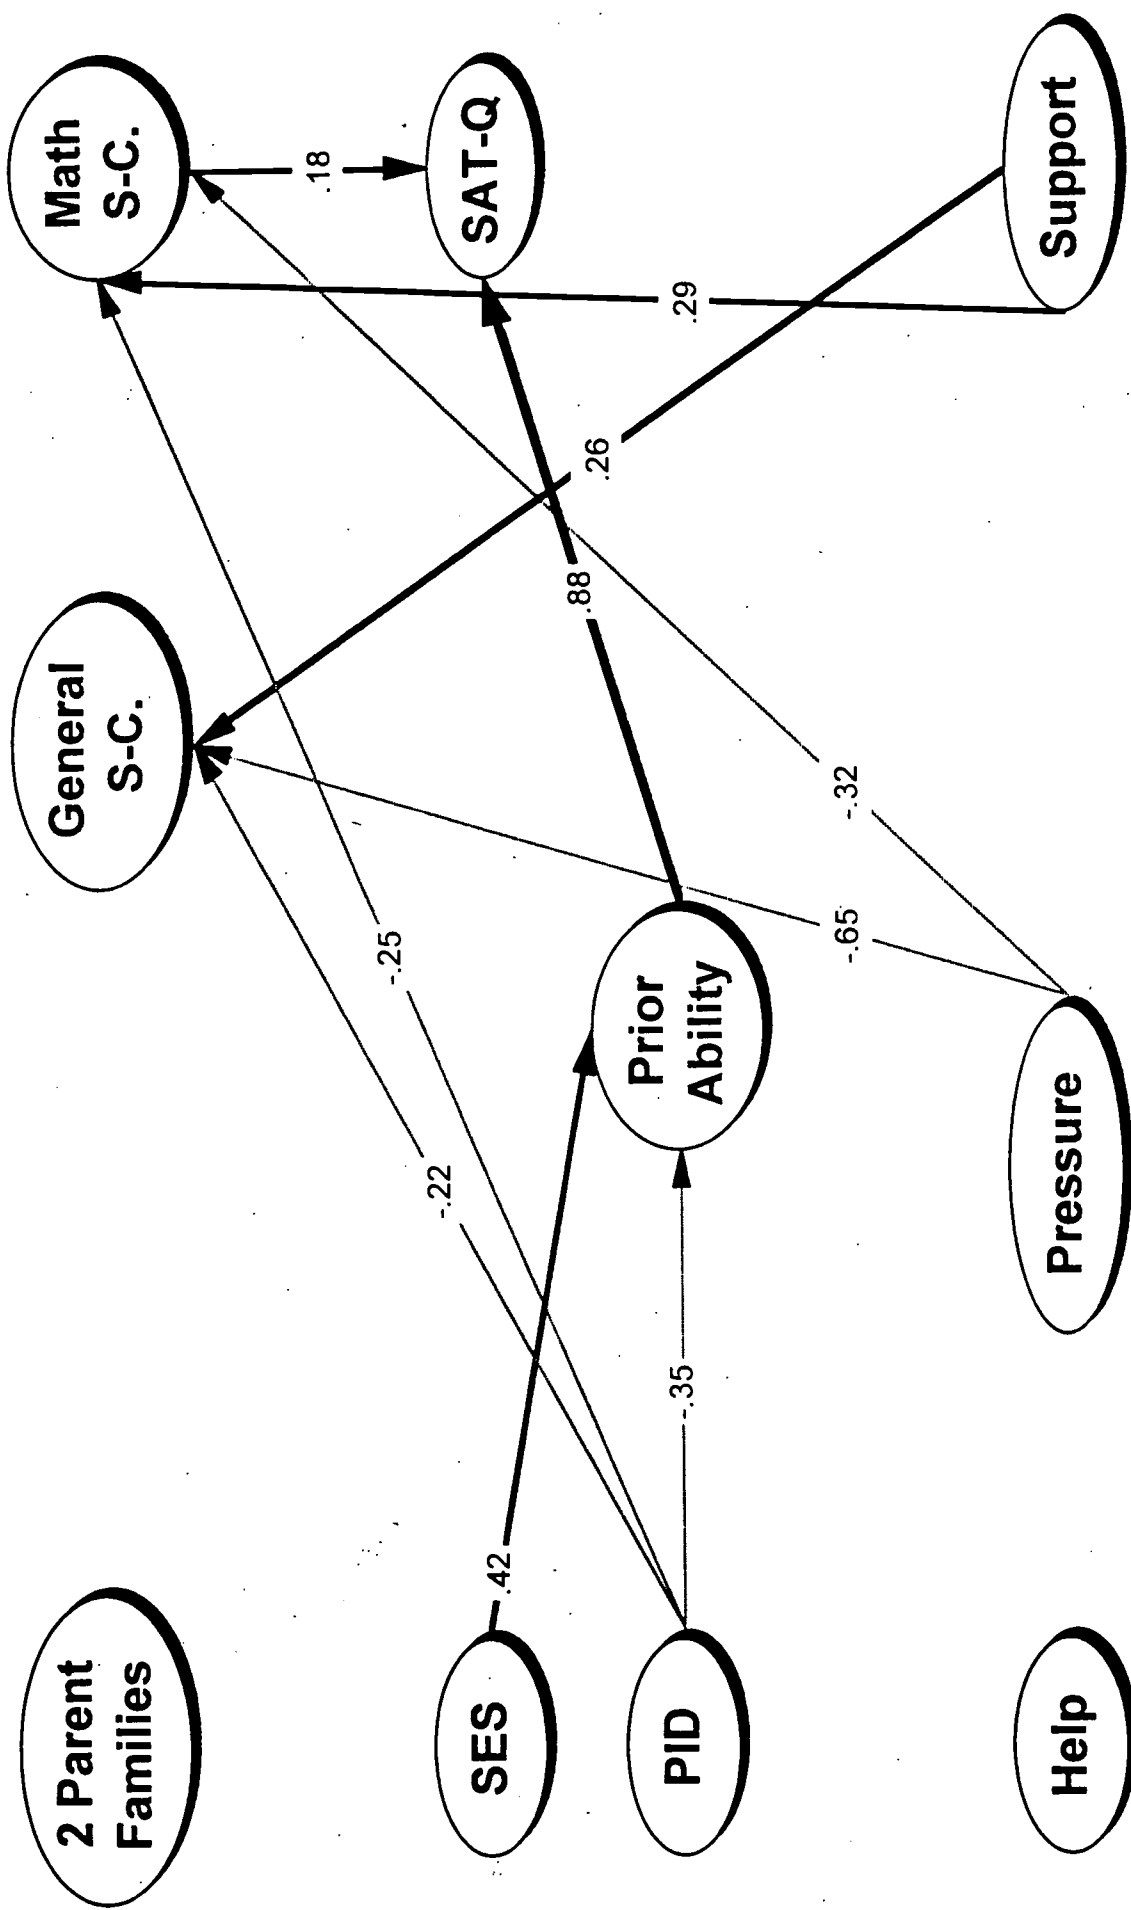 2 Parent
Families
General
S-C.
Math
S-C.
-.25
.18
-.22
SES
.42
SAT-Q
.88
.26
.29
PID
-.35
Prior
Ability
-.65
-.32
Help
Pressure
Support